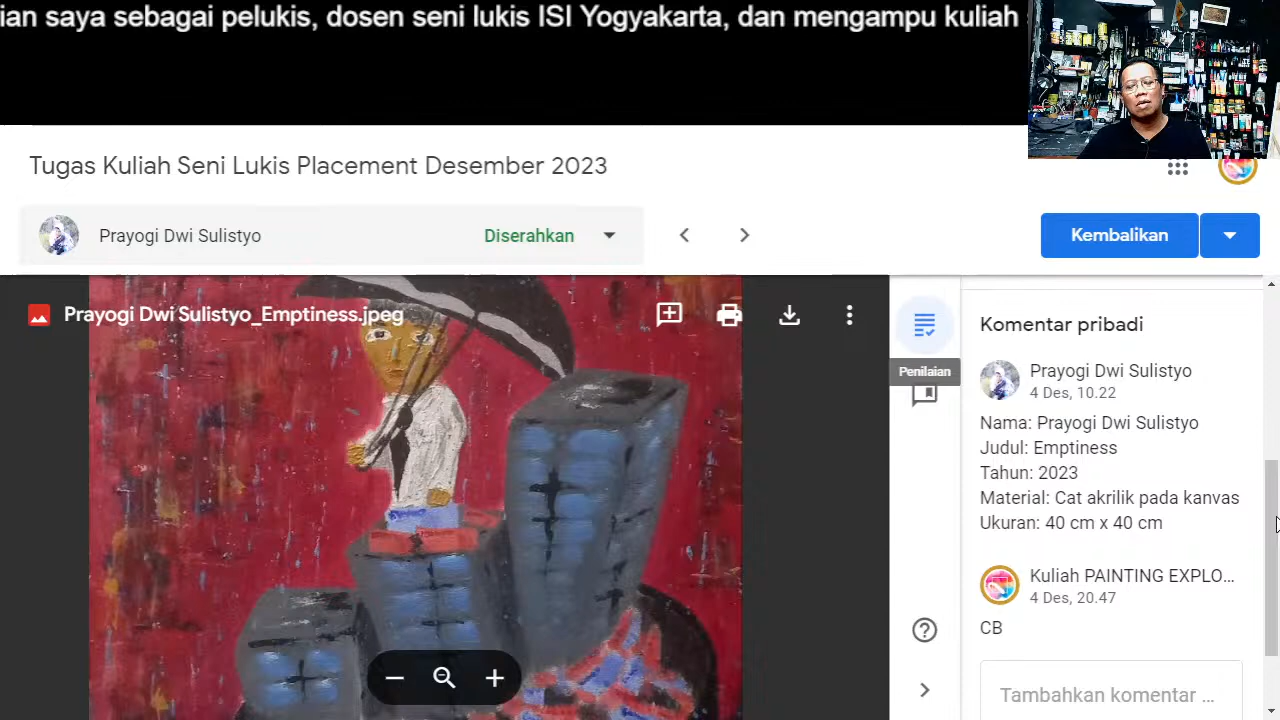 ian saya sebagai pelukis, dosen seni lukis ISI Yogyakarta, dan mengampu kuliah
Tugas Kuliah Seni Lukis Placement Desember 2023
Prayogi Dwi Sulistyo
Diserahkan
Kembalikan
Prayogi Dwi Sulistyo_Emptiness.jpeg
Penilaian
Komentar pribadi
Prayogi Dwi Sulistyo
4 Des, 10.22
Nama: Prayogi Dwi Sulistyo
Judul: Emptiness
Tahun: 2023
Material: Cat akrilik pada kanvas
Ukuran: 40 cm x 40 cm
Kuliah PAINTING EXPLO...
4 Des, 20.47
CB
Tambahkan komentar ...